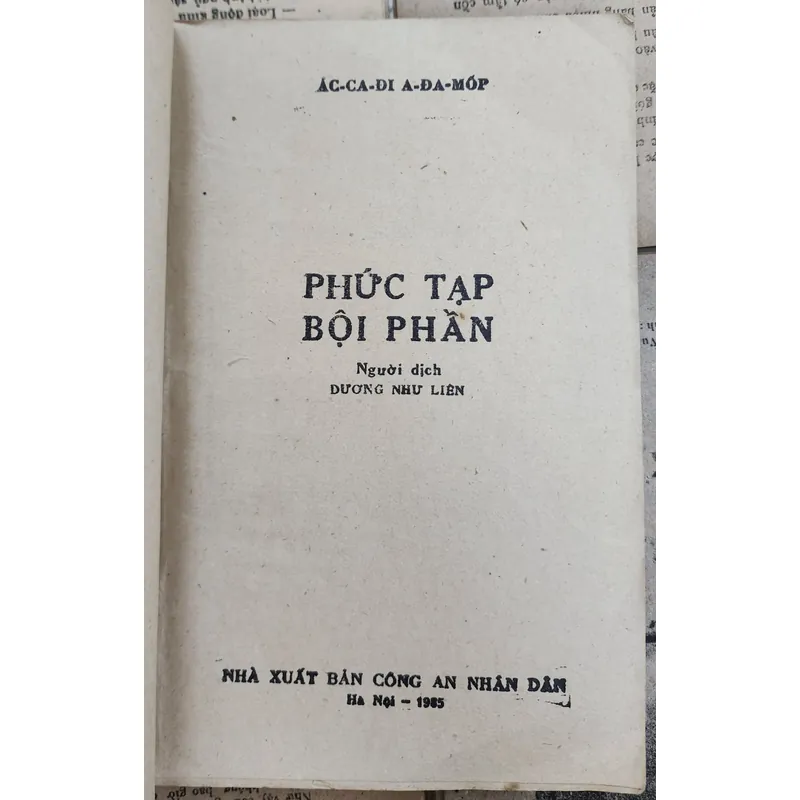 ÁC-CA-ĐI A-ĐA-MỐP
PHỨC TẠP
BỘI PHẦN
Người dịch
DƯƠNG NHƯ LIÊN
NHÀ XUẤT BẢN CÔNG AN NHÂN DÂN
Hà Nội – 1985